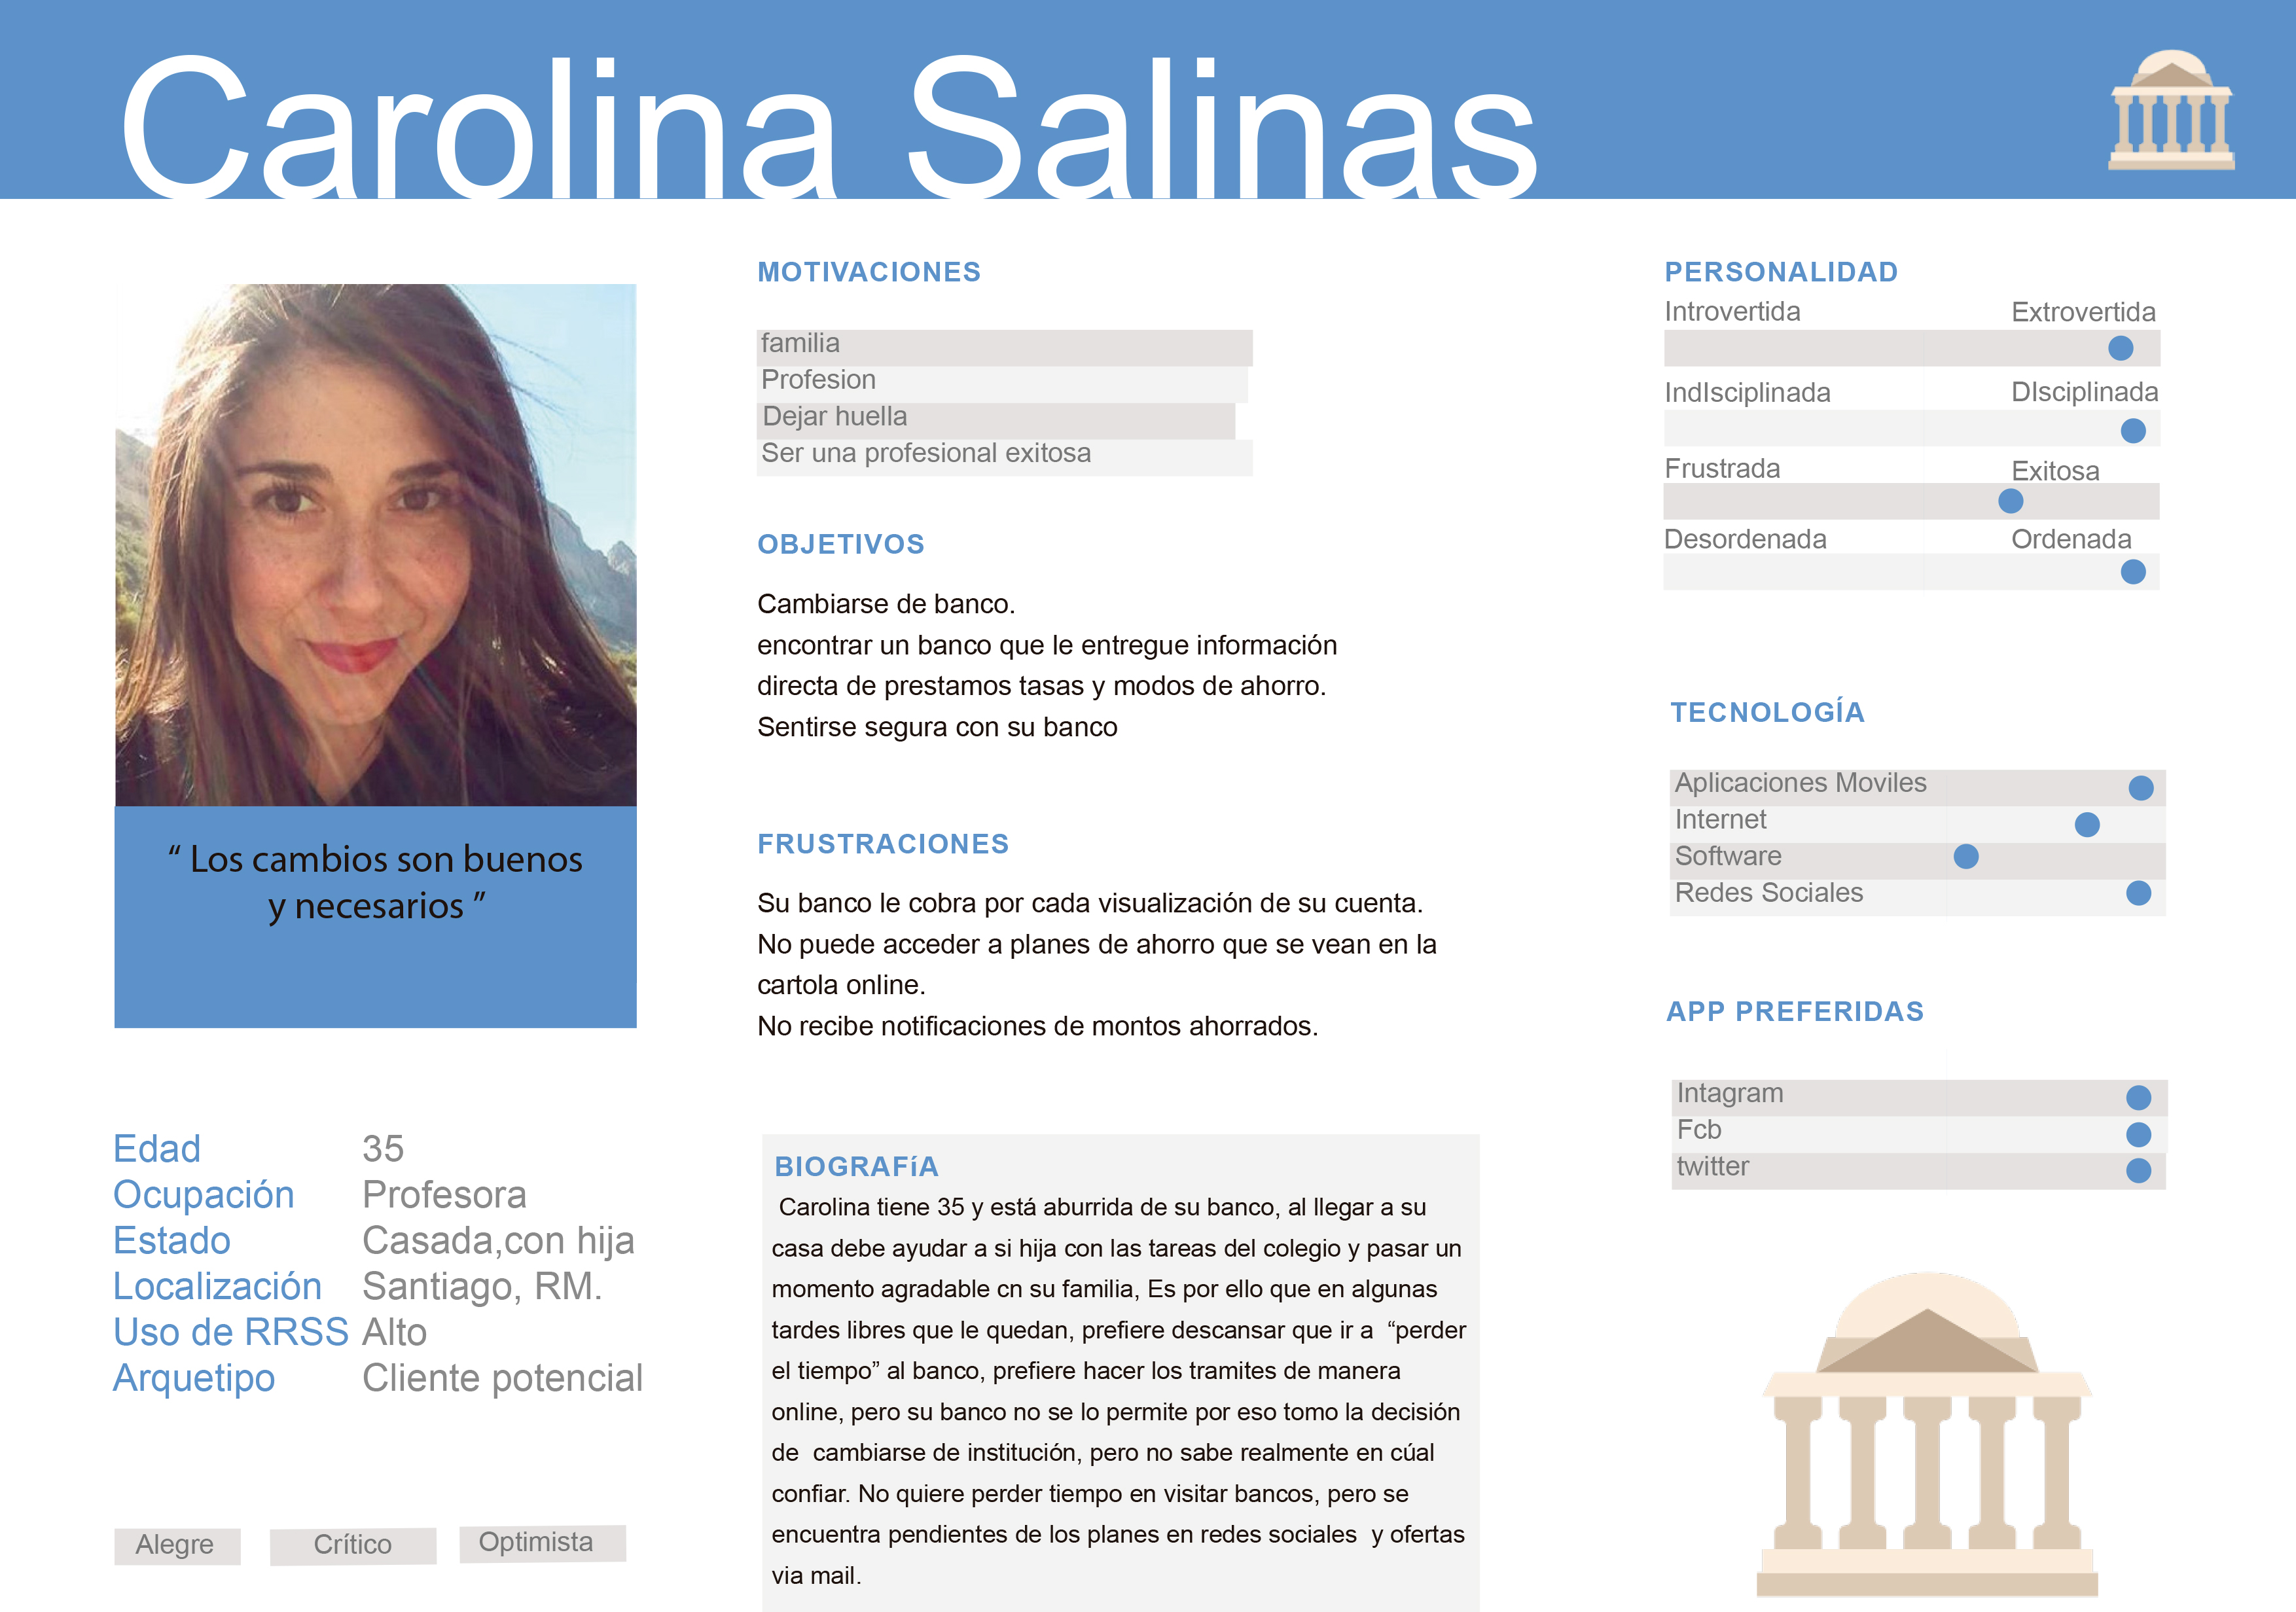 Carolina Salinas
“ Los cambios son buenos
y necesarios ”
Edad 35
Ocupación Profesora
Estado Casada,con hija
Localización Santiago, RM.
Uso de RRSS Alto
Arquetipo Cliente potencial
Alegre Crítico Optimista
MOTIVACIONES
familia
Profesion
Dejar huella
Ser una profesional exitosa
OBJETIVOS
Cambiarse de banco.
encontrar un banco que le entregue información
directa de prestamos tasas y modos de ahorro.
Sentirse segura con su banco
FRUSTRACIONES
Su banco le cobra por cada visualización de su cuenta.
No puede acceder a planes de ahorro que se vean en la
cartola online.
No recibe notificaciones de montos ahorrados.
BIOGRAFíA
Carolina tiene 35 y está aburrida de su banco, al llegar a su
casa debe ayudar a si hija con las tareas del colegio y pasar un
momento agradable cn su familia, Es por ello que en algunas
tardes libres que le quedan, prefiere descansar que ir a “perder
el tiempo” al banco, prefiere hacer los tramites de manera
online, pero su banco no se lo permite por eso tomo la decisión
de cambiarse de institución, pero no sabe realmente en cúal
confiar. No quiere perder tiempo en visitar bancos, pero se
encuentra pendientes de los planes en redes sociales y ofertas
via mail.
PERSONALIDAD
Introvertida Extrovertida
IndIsciplinada DIsciplinada
Frustrada Exitosa
Desordenada Ordenada
TECNOLOGÍA
Aplicaciones Moviles
Internet
Software
Redes Sociales
APP PREFERIDAS
Intagram
Fcb
twitter